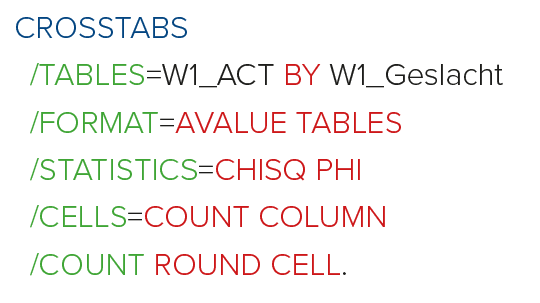 CROSSTABS
/TABLES=W1_ACT BY W1_Geslacht
/FORMAT=AVALUE TABLES
/STATISTICS=CHISQ PHI
/CELLS=COUNT COLUMN
/COUNT ROUND CELL.